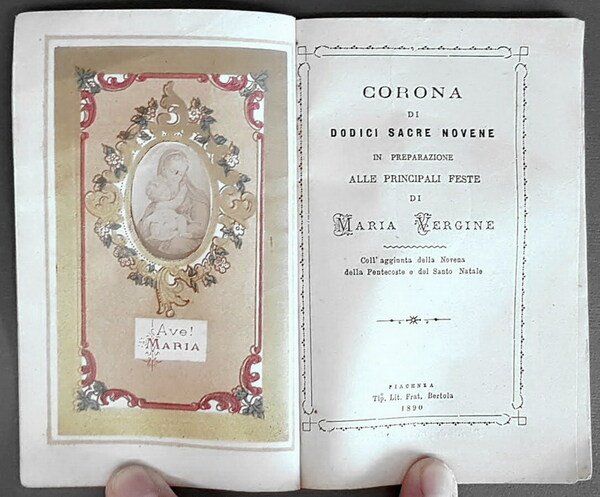 Ave!
MARIA
CORONA
DI
DODICI SACRE NOVENE
IN PREPARAZIONE
ALLE PRINCIPALI FESTE
DI
MARIA VERGINE
Coll' aggiunta della Novena
della Pentecoste e del Santo Natale
PIACENZA
Tip. Lit. Frat. Bertola
1890